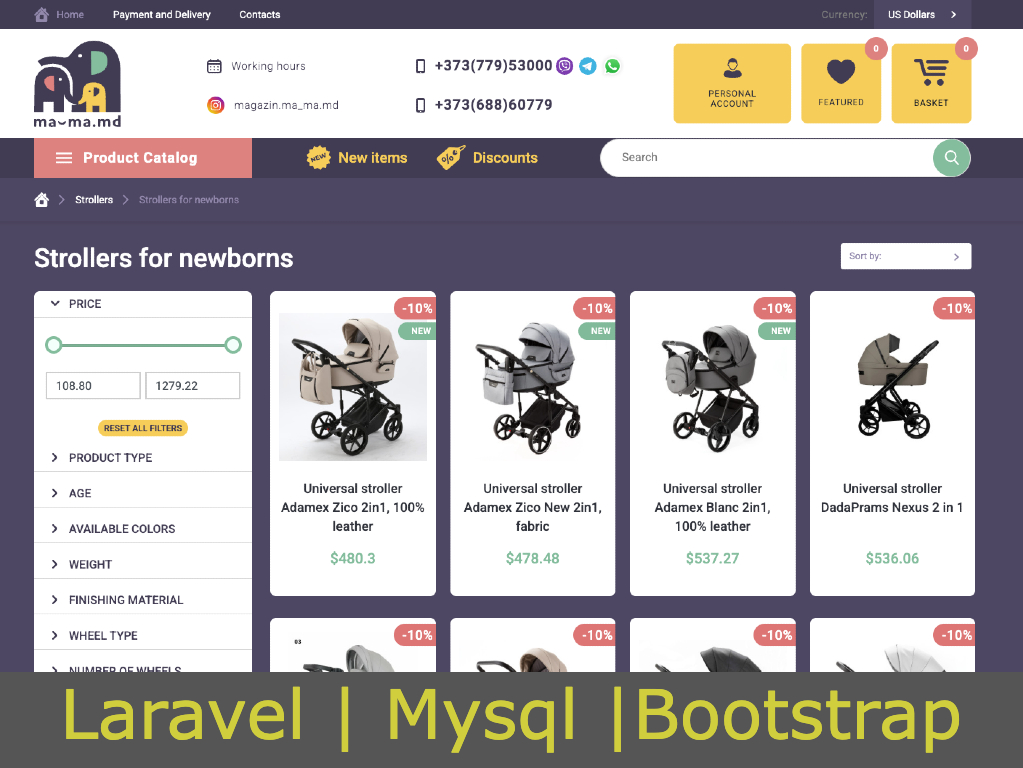 Home Payment and Delivery Contacts Currency: US Dollars
ma-ma.md
Working hours
magazin.ma_ma.md
+373(779)53000
+373(688)60779
PERSONAL
ACCOUNT
0
FEATURED
0
BASKET
Product Catalog NEW New items % Discounts Search
Strollers Strollers for newborns
Strollers for newborns
Sort by:
PRICE
108.80 1279.22
RESET ALL FILTERS
PRODUCT TYPE
AGE
AVAILABLE COLORS
WEIGHT
FINISHING MATERIAL
WHEEL TYPE
NUMBER OF WHEELS
-10%
NEW
Universal stroller
Adamex Zico 2in1, 100%
leather
$480.3
-10%
NEW
Universal stroller
Adamex Zico New 2in1,
fabric
$478.48
-10%
NEW
Universal stroller
Adamex Blanc 2in1,
100% leather
$537.27
-10%
Universal stroller
DadaPrams Nexus 2 in 1
$536.06
03
-10%
-10%
-10%
-10%
Laravel | Mysql |Bootstrap